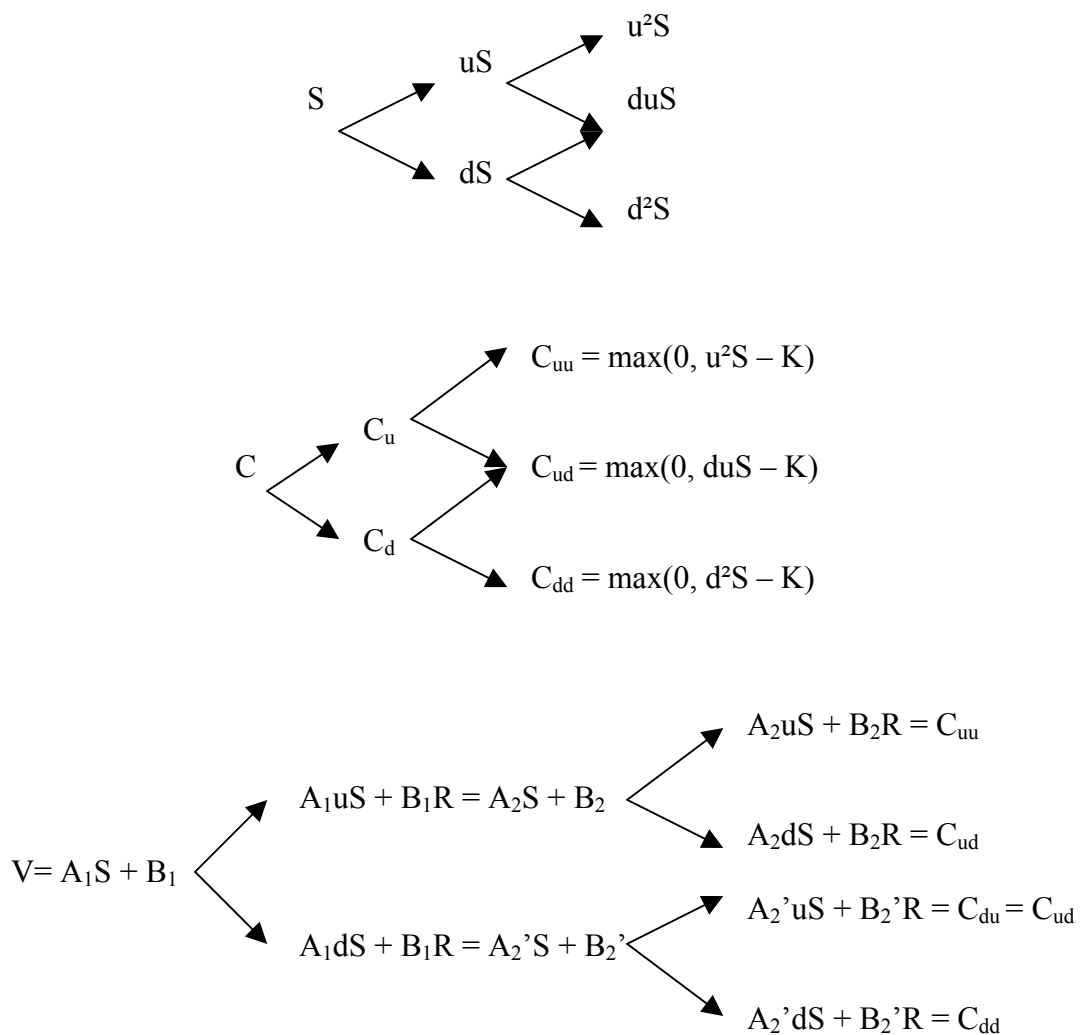 u²S
uS
duS
S
dS
d²S
Cuu = max(0, u²S – K)
Cu
C
Cud = max(0, duS – K)
Cd
Cdd = max(0, d²S – K)
A₂uS + B₂R = Cuu
A₁uS + B₁R = A₂S + B₂
A₂dS + B₂R = Cud
V= A₁S + B₁
A₂’uS + B₂’R = Cdu = Cud
A₁dS + B₁R = A₂’S + B₂’
A₂’dS + B₂’R = Cdd